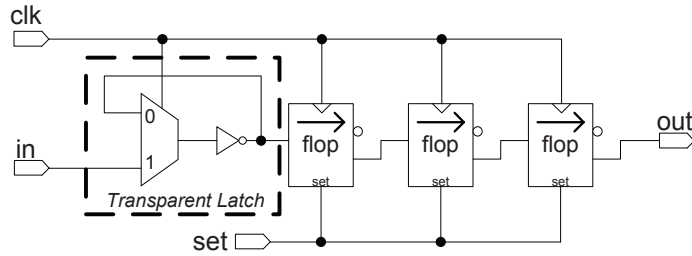 clk
in
0
1
Transparent Latch
flop
set
flop
set
flop
set
out
set